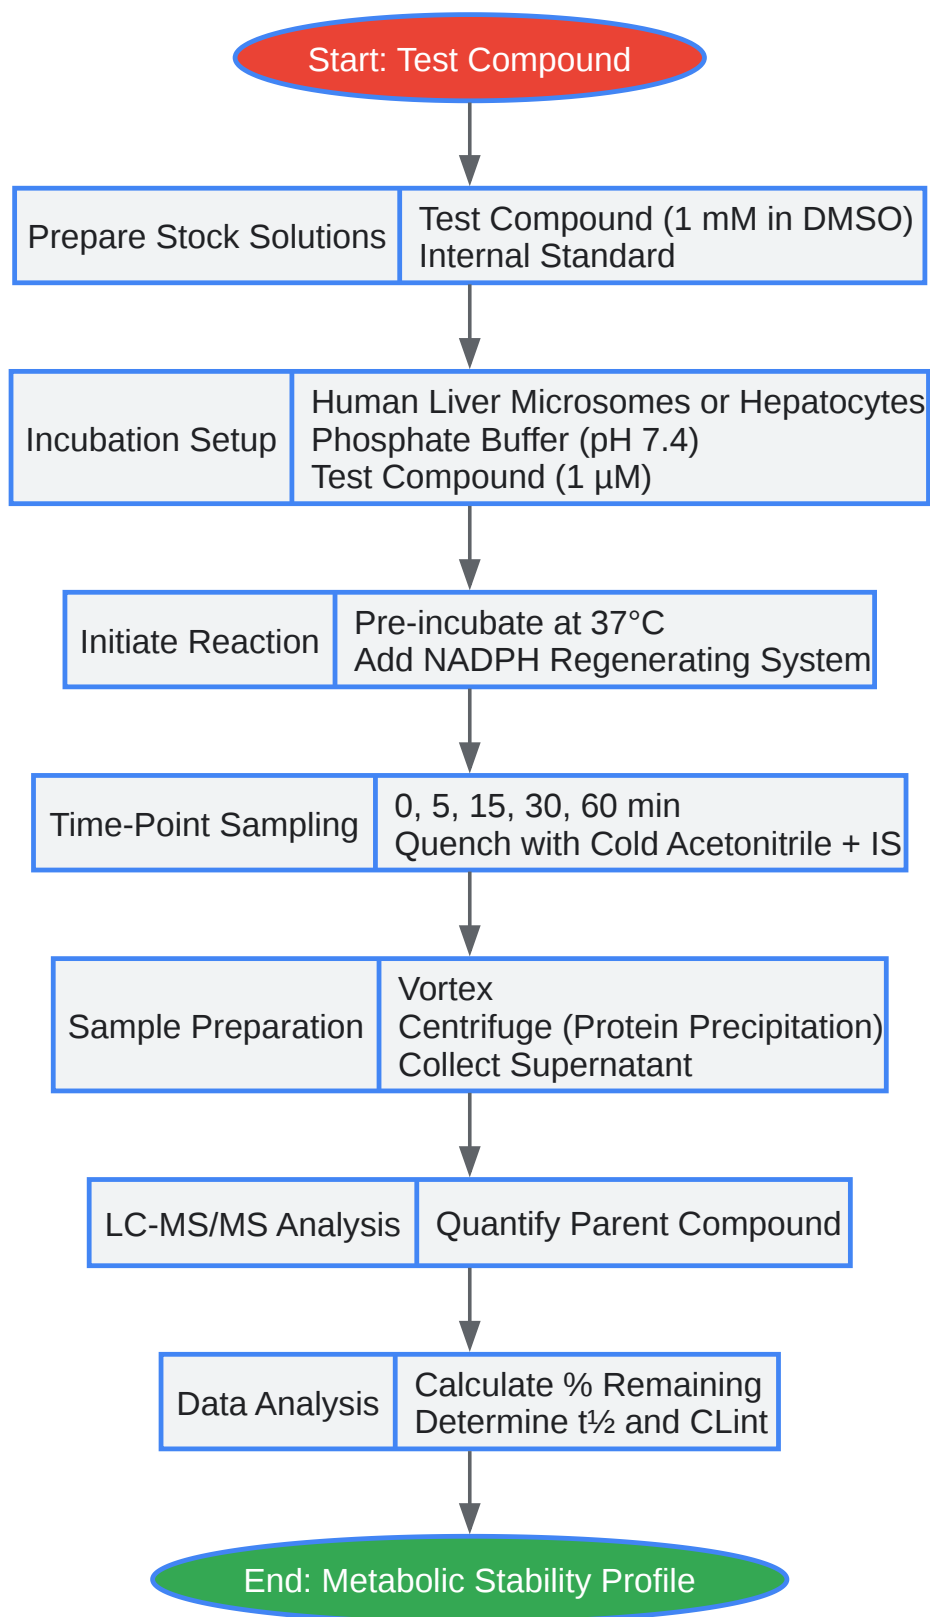 Start: Test Compound
Prepare Stock Solutions
Test Compound (1 mM in DMSO)
Internal Standard
Incubation Setup
Human Liver Microsomes or Hepatocytes
Phosphate Buffer (pH 7.4)
Test Compound (1 µM)
Initiate Reaction
Pre-incubate at 37°C
Add NADPH Regenerating System
Time-Point Sampling
0, 5, 15, 30, 60 min
Quench with Cold Acetonitrile + IS
Sample Preparation
Vortex
Centrifuge (Protein Precipitation)
Collect Supernatant
LC-MS/MS Analysis
Quantify Parent Compound
Data Analysis
Calculate % Remaining
Determine t½ and CLint
End: Metabolic Stability Profile